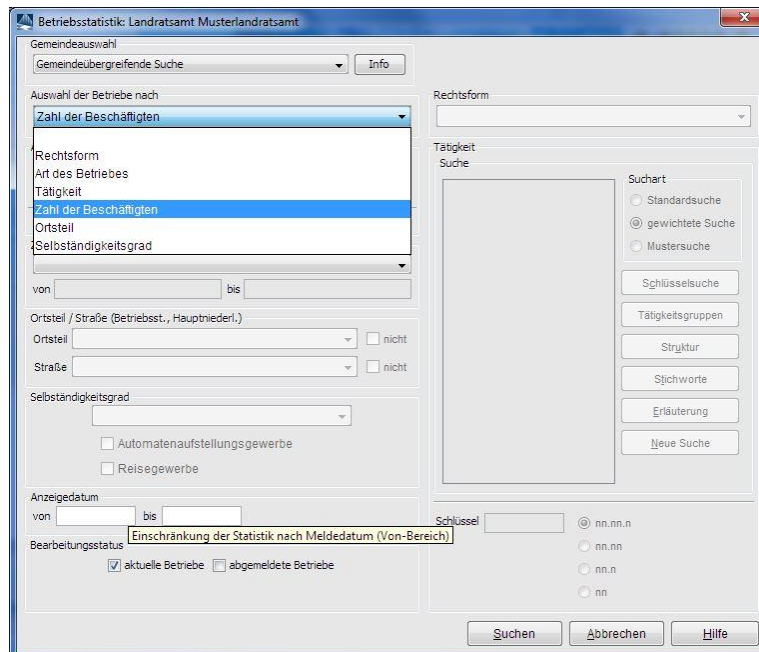 Betriebsstatistik: Landratsamt Musterlandratsamt
Gemeindeauswahl
Gemeindeübergreifende Suche
Info
Auswahl der Betriebe nach
Zahl der Beschäftigten
Rechtsform
Art des Betriebes
Tätigkeit
Zahl der Beschäftigten
Ortsteil
Selbständigkeitsgrad
von
bis
Ortsteil / Straße (Betriebsst., Hauptniederl.)
Ortsteil
nicht
Straße
nicht
Selbständigkeitsgrad
Automatenaufstellungsgewerbe
Reisegewerbe
Anzeigedatum
von
bis
Einschränkung der Statistik nach Meldedatum (Von-Bereich)
Bearbeitungsstatus
aktuelle Betriebe
abgemeldete Betriebe
Rechtsform
Tätigkeit
Suche
Suchart
Standardsuche
gewichtete Suche
Mustersuche
Schlüsselsuche
Tätigkeitsgruppen
Struktur
Stichworte
Erläuterung
Neue Suche
Schlüssel
nn.nn.n
nn.nn
nn.n
nn
Suchen
Abbrechen
Hilfe